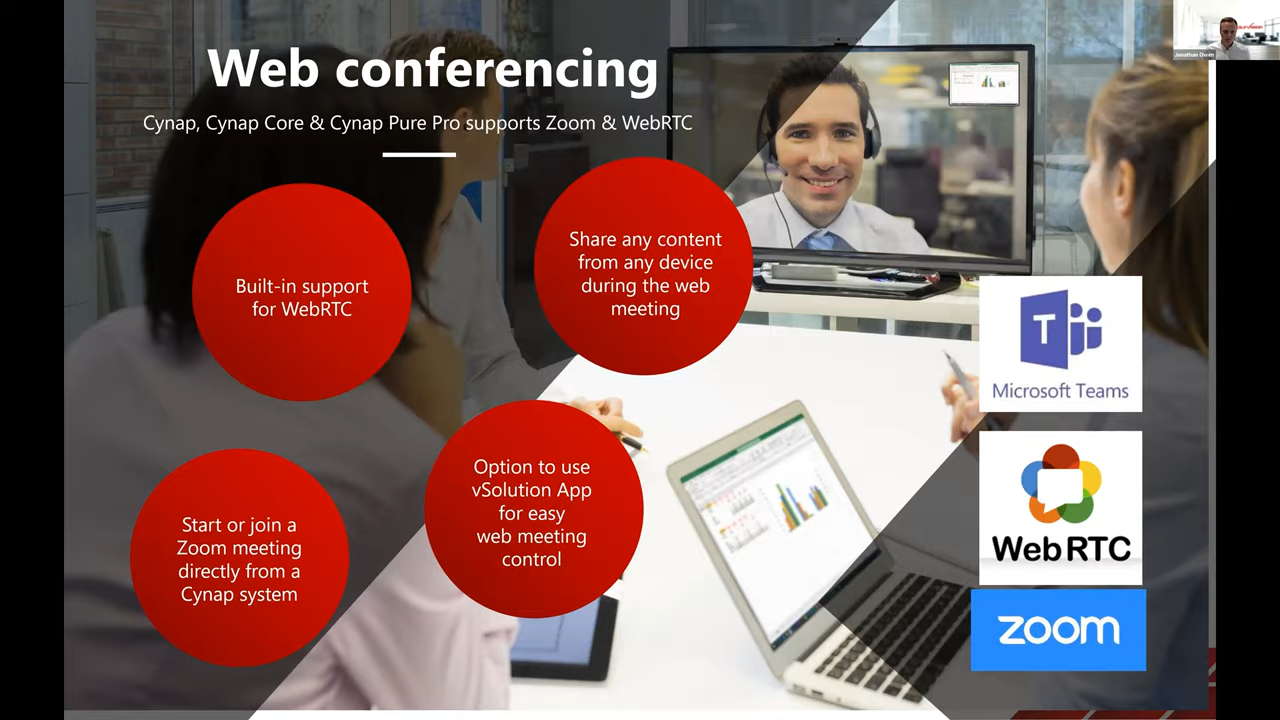 Web conferencing
Cynap, Cynap Core & Cynap Pure Pro supports Zoom & WebRTC
Built-in support
for WebRTC
Share any content
from any device
during the web
meeting
Start or join a
Zoom meeting
directly from a
Cynap system
Option to use
vSolution App
for easy
web meeting
control
Microsoft Teams
WebRTC
zoom
Jonathan Owen